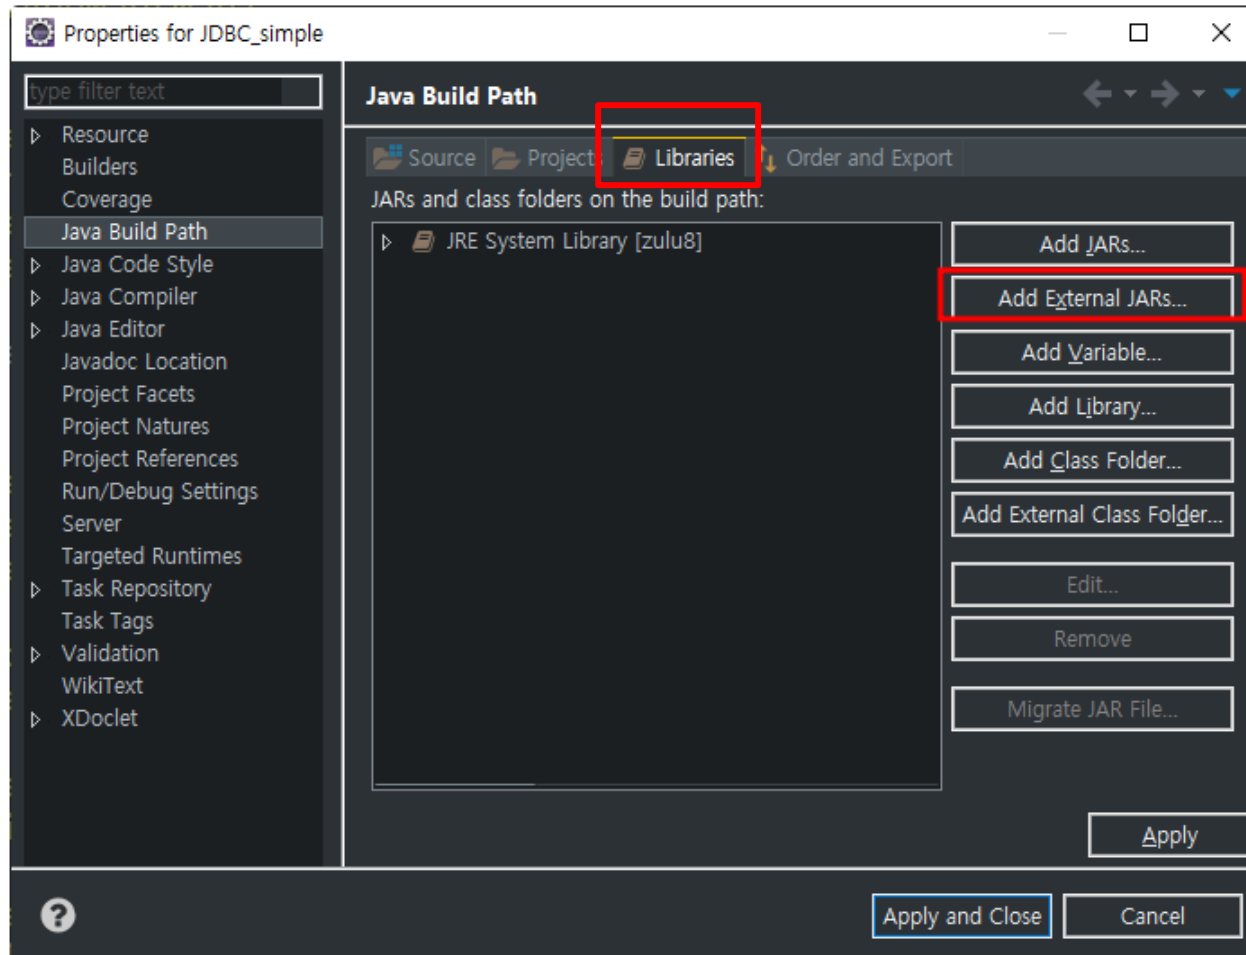 Properties for JDBC_simple
type filter text
Resource
Builders
Coverage
Java Build Path
Java Code Style
Java Compiler
Java Editor
Javadoc Location
Project Facets
Project Natures
Project References
Run/Debug Settings
Server
Targeted Runtimes
Task Repository
Task Tags
Validation
WikiText
XDoclet
Java Build Path
Source Projects Libraries Order and Export
JARs and class folders on the build path:
JRE System Library [zulu8]
Add JARs...
Add External JARs...
Add Variable...
Add Library...
Add Class Folder...
Add External Class Folder...
Edit...
Remove
Migrate JAR File...
Apply
Apply and Close Cancel